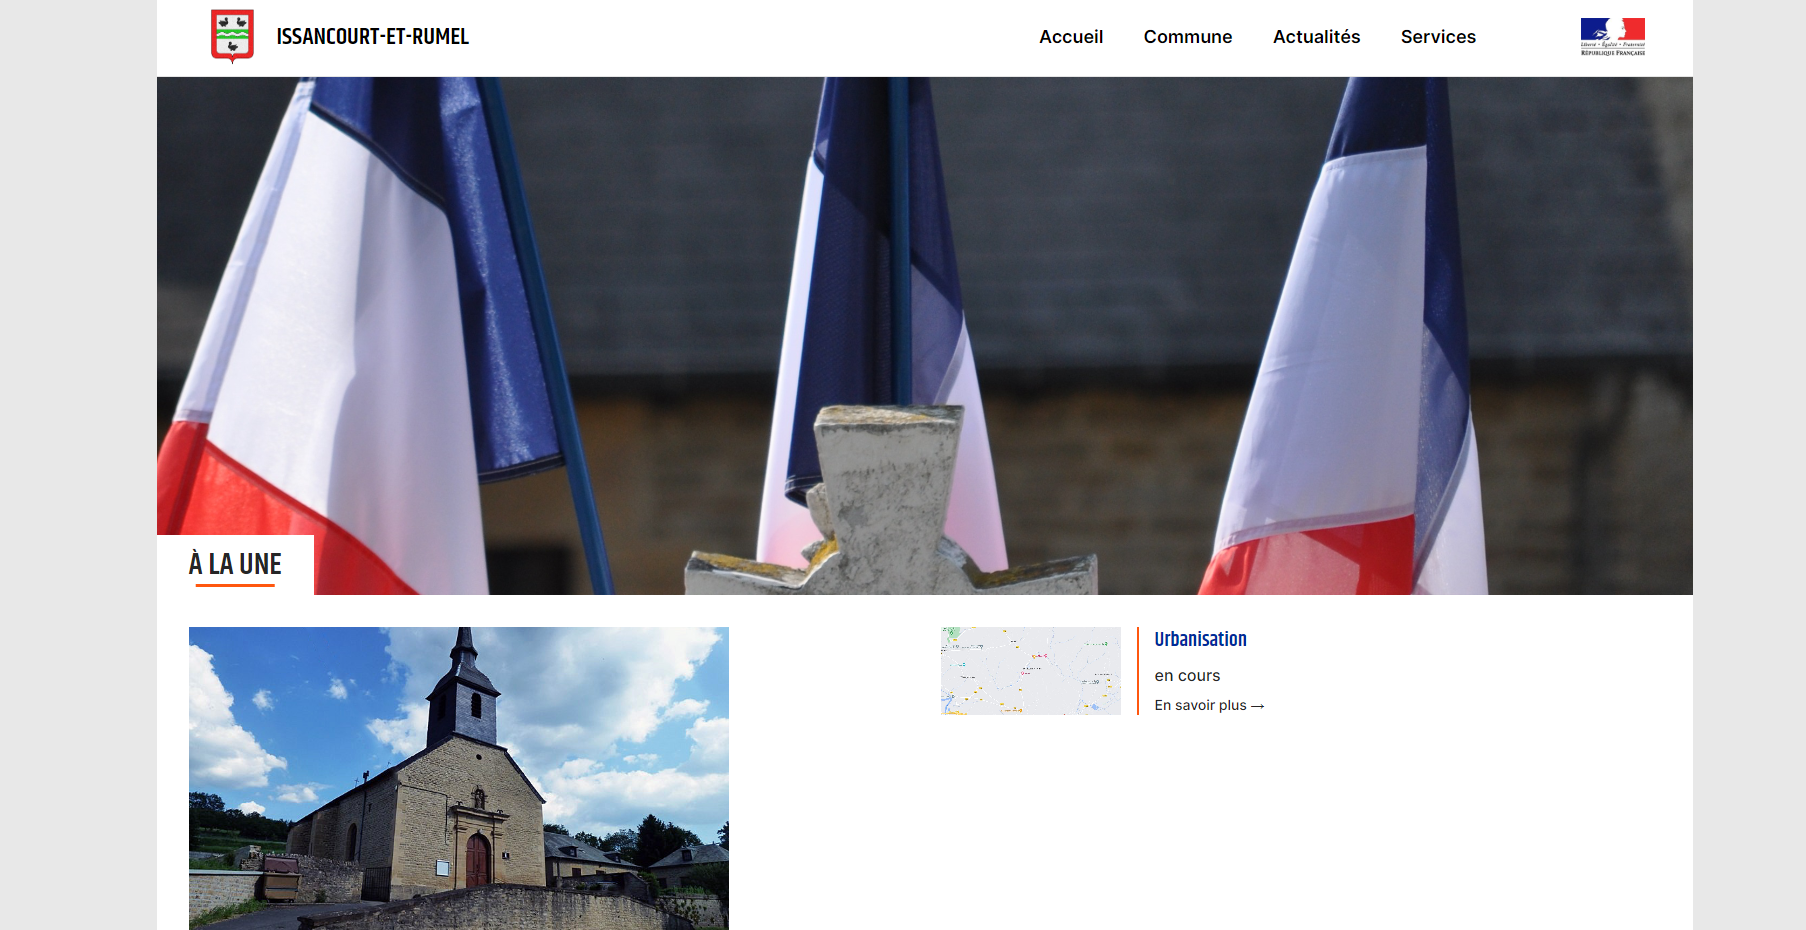 ISSANCOURT-ET-RUMEL
Accueil
Commune
Actualités
Services
Liberté • Égalité • Fraternité
RÉPUBLIQUE FRANÇAISE
À LA UNE
Urbanisation
en cours
En savoir plus →